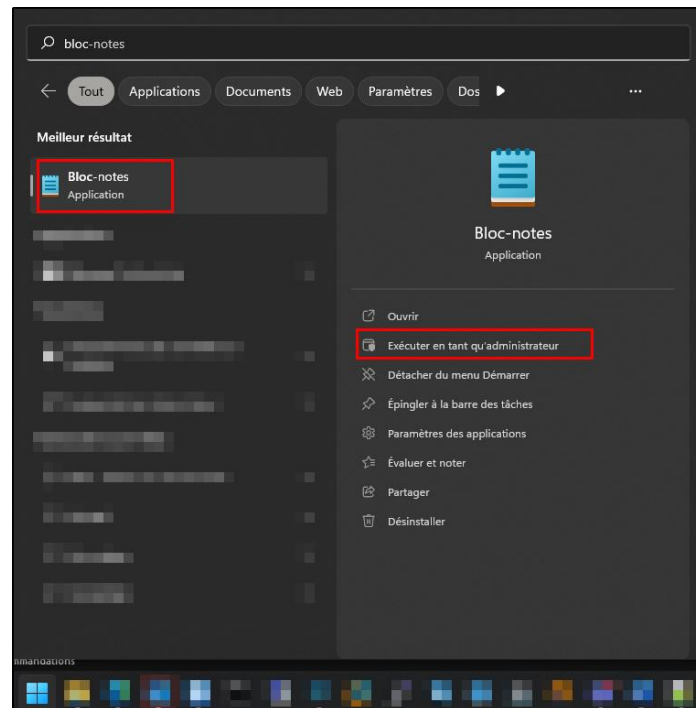 bloc-notes
Tout Applications Documents Web Paramètres Dos
Meilleur résultat
Bloc-notes
Application
Bloc-notes
Application
Ouvrir
Exécuter en tant qu'administrateur
Détacher du menu Démarrer
Épingler à la barre des tâches
Paramètres des applications
Évaluer et noter
Partager
Désinstaller